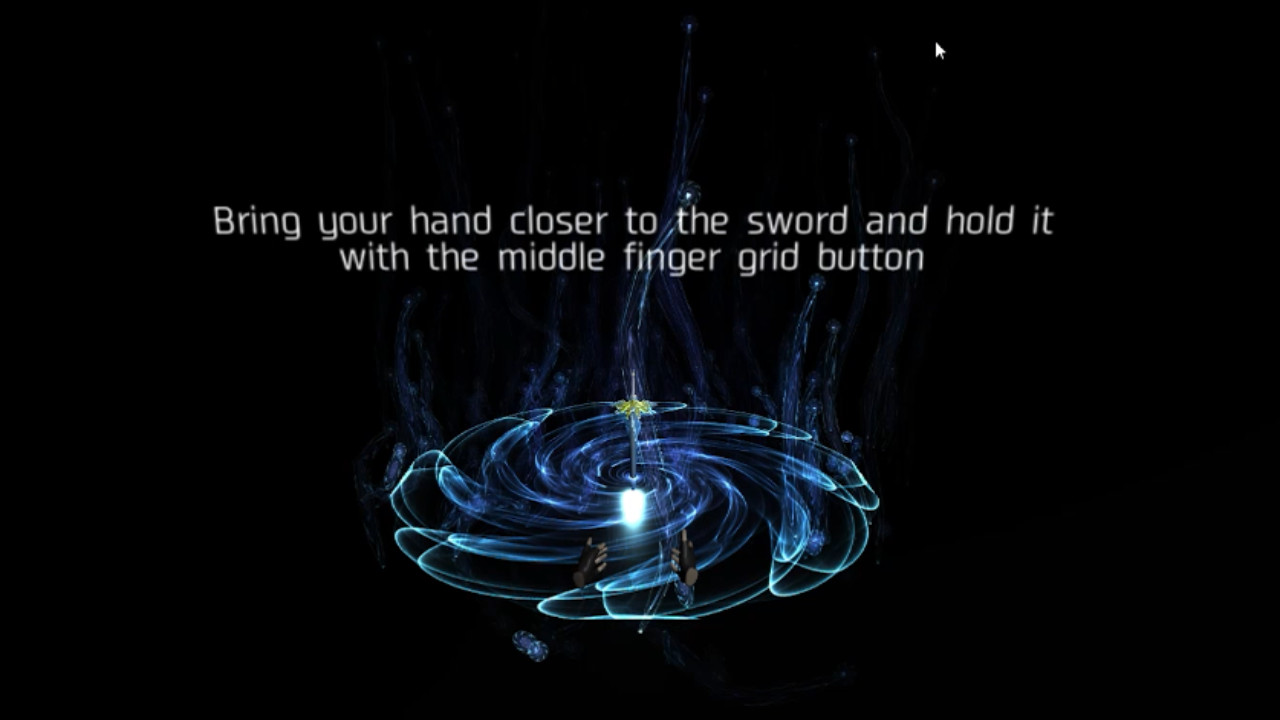 Bring your hand closer to the sword and hold it
with the middle finger grid button